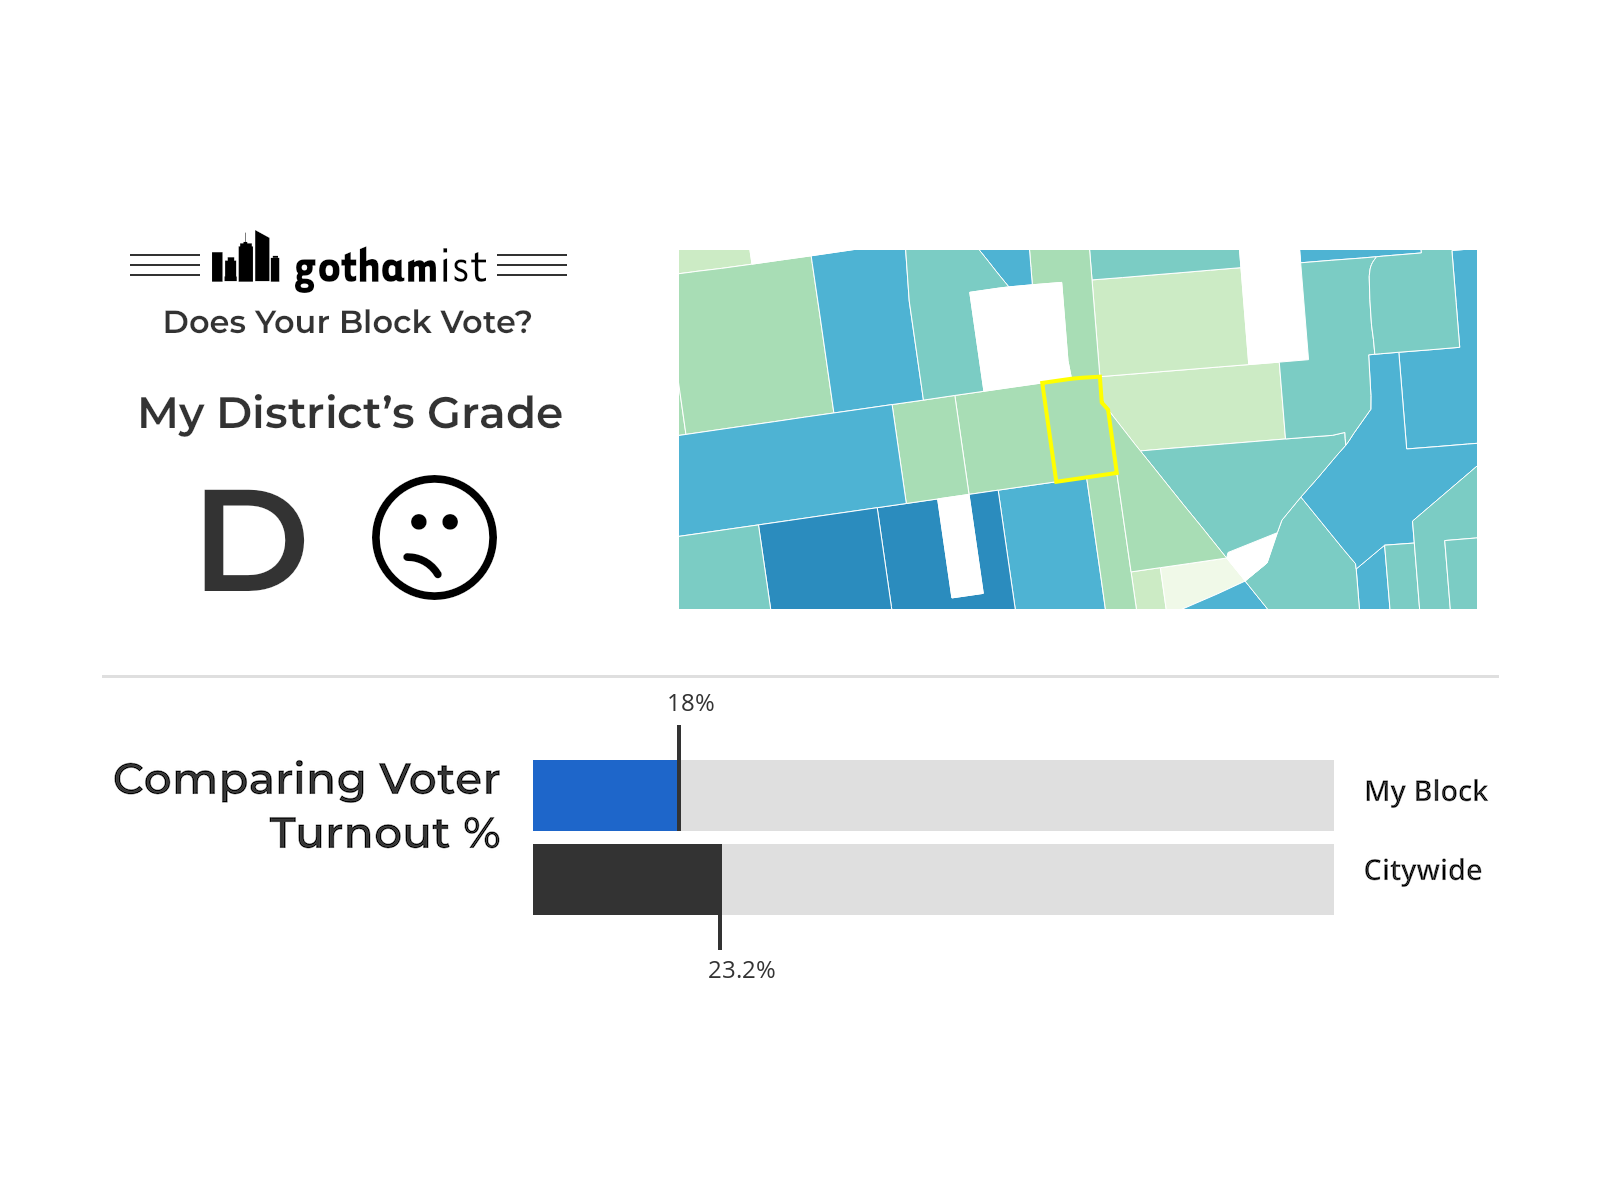 gothamist
Does Your Block Vote?
My District’s Grade
D
18%
Comparing Voter
Turnout %
My Block
Citywide
23.2%